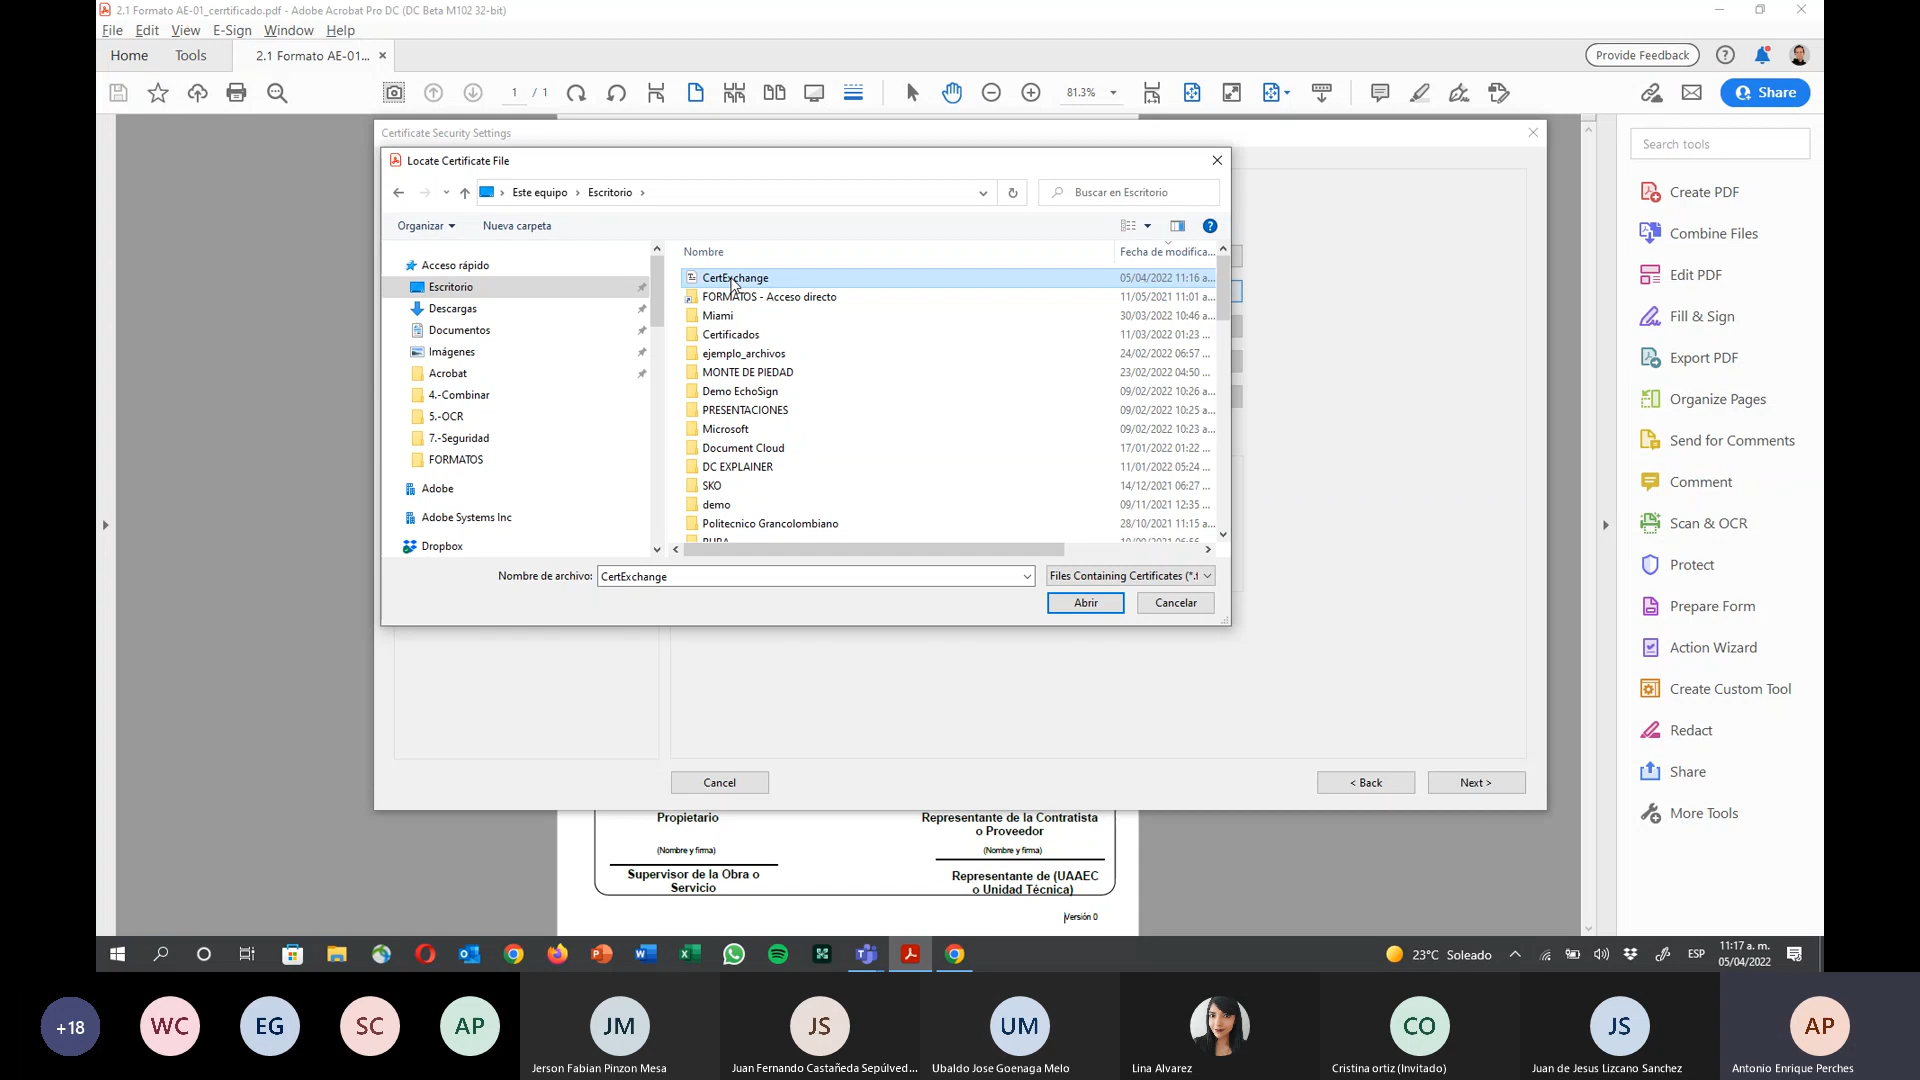 2.1 Formato AE-01_cerrtificado.pdf - Adobe Acrobat Pro DC (DC Beta M102 32-bit)
File Edit View E-Sign Window Help
Home Tools 2.1 Formato AE-01... ×
Provide Feedback
1 / 1
81.3%
Share
Certificate Security Settings
Locate Certificate File
Este equipo › Escritorio ›
Buscar en Escritorio
Organizar
Nueva carpeta
Acceso rápido
Escritorio
Descargas
Documentos
Imágenes
Acrobat
4.-Combinar
5.-OCR
7.-Seguridad
FORMATOS
Adobe
Adobe Systems Inc
Dropbox
Nombre Fecha de modifica...
CertExchange 05/04/2022 11:16 a...
FORMATOS - Acceso directo 11/05/2021 11:01 a...
Miami 30/03/2022 10:46 a...
Certificados 11/03/2022 01:23 ...
ejemplo_archivos 24/02/2022 06:57 ...
MONTE DE PIEDAD 23/02/2022 04:50 ...
Demo EchoSign 09/02/2022 10:26 a...
PRESENTACIONES 09/02/2022 10:25 a...
Microsoft 09/02/2022 10:23 a...
Document Cloud 17/01/2022 01:22 ...
DC EXPLAINER 11/01/2022 05:24 ...
SKO 14/12/2021 06:27 ...
demo 09/11/2021 12:35 ...
Politecnico Grancolombiano 28/10/2021 11:15 a...
Nombre de archivo: CertExchange
Files Containing Certificates (*.f
Abrir
Cancelar
Cancel
< Back
Next >
Propietario
(Nombre y firma)
Supervisor de la Obra o
Servicio
Representante de la Contratista
o Proveedor
(Nombre y firma)
Representante de (UAAEC
o Unidad Técnica)
Versión 0
Search tools
Create PDF
Combine Files
Edit PDF
Fill & Sign
Export PDF
Organize Pages
Send for Comments
Comment
Scan & OCR
Protect
Prepare Form
Action Wizard
Create Custom Tool
Redact
Share
More Tools
23°C Soleado
ESP
11:17 a. m.
05/04/2022
+18
WC
EG
SC
AP
JM
Jerson Fabian Pinzon Mesa
JS
Juan Fernando Castañeda Sepúlved...
UM
Ubaldo Jose Goenaga Melo
Lina Alvarez
CO
Cristina ortiz (Invitado)
JS
Juan de Jesus Lizcano Sanchez
AP
Antonio Enrique Perches